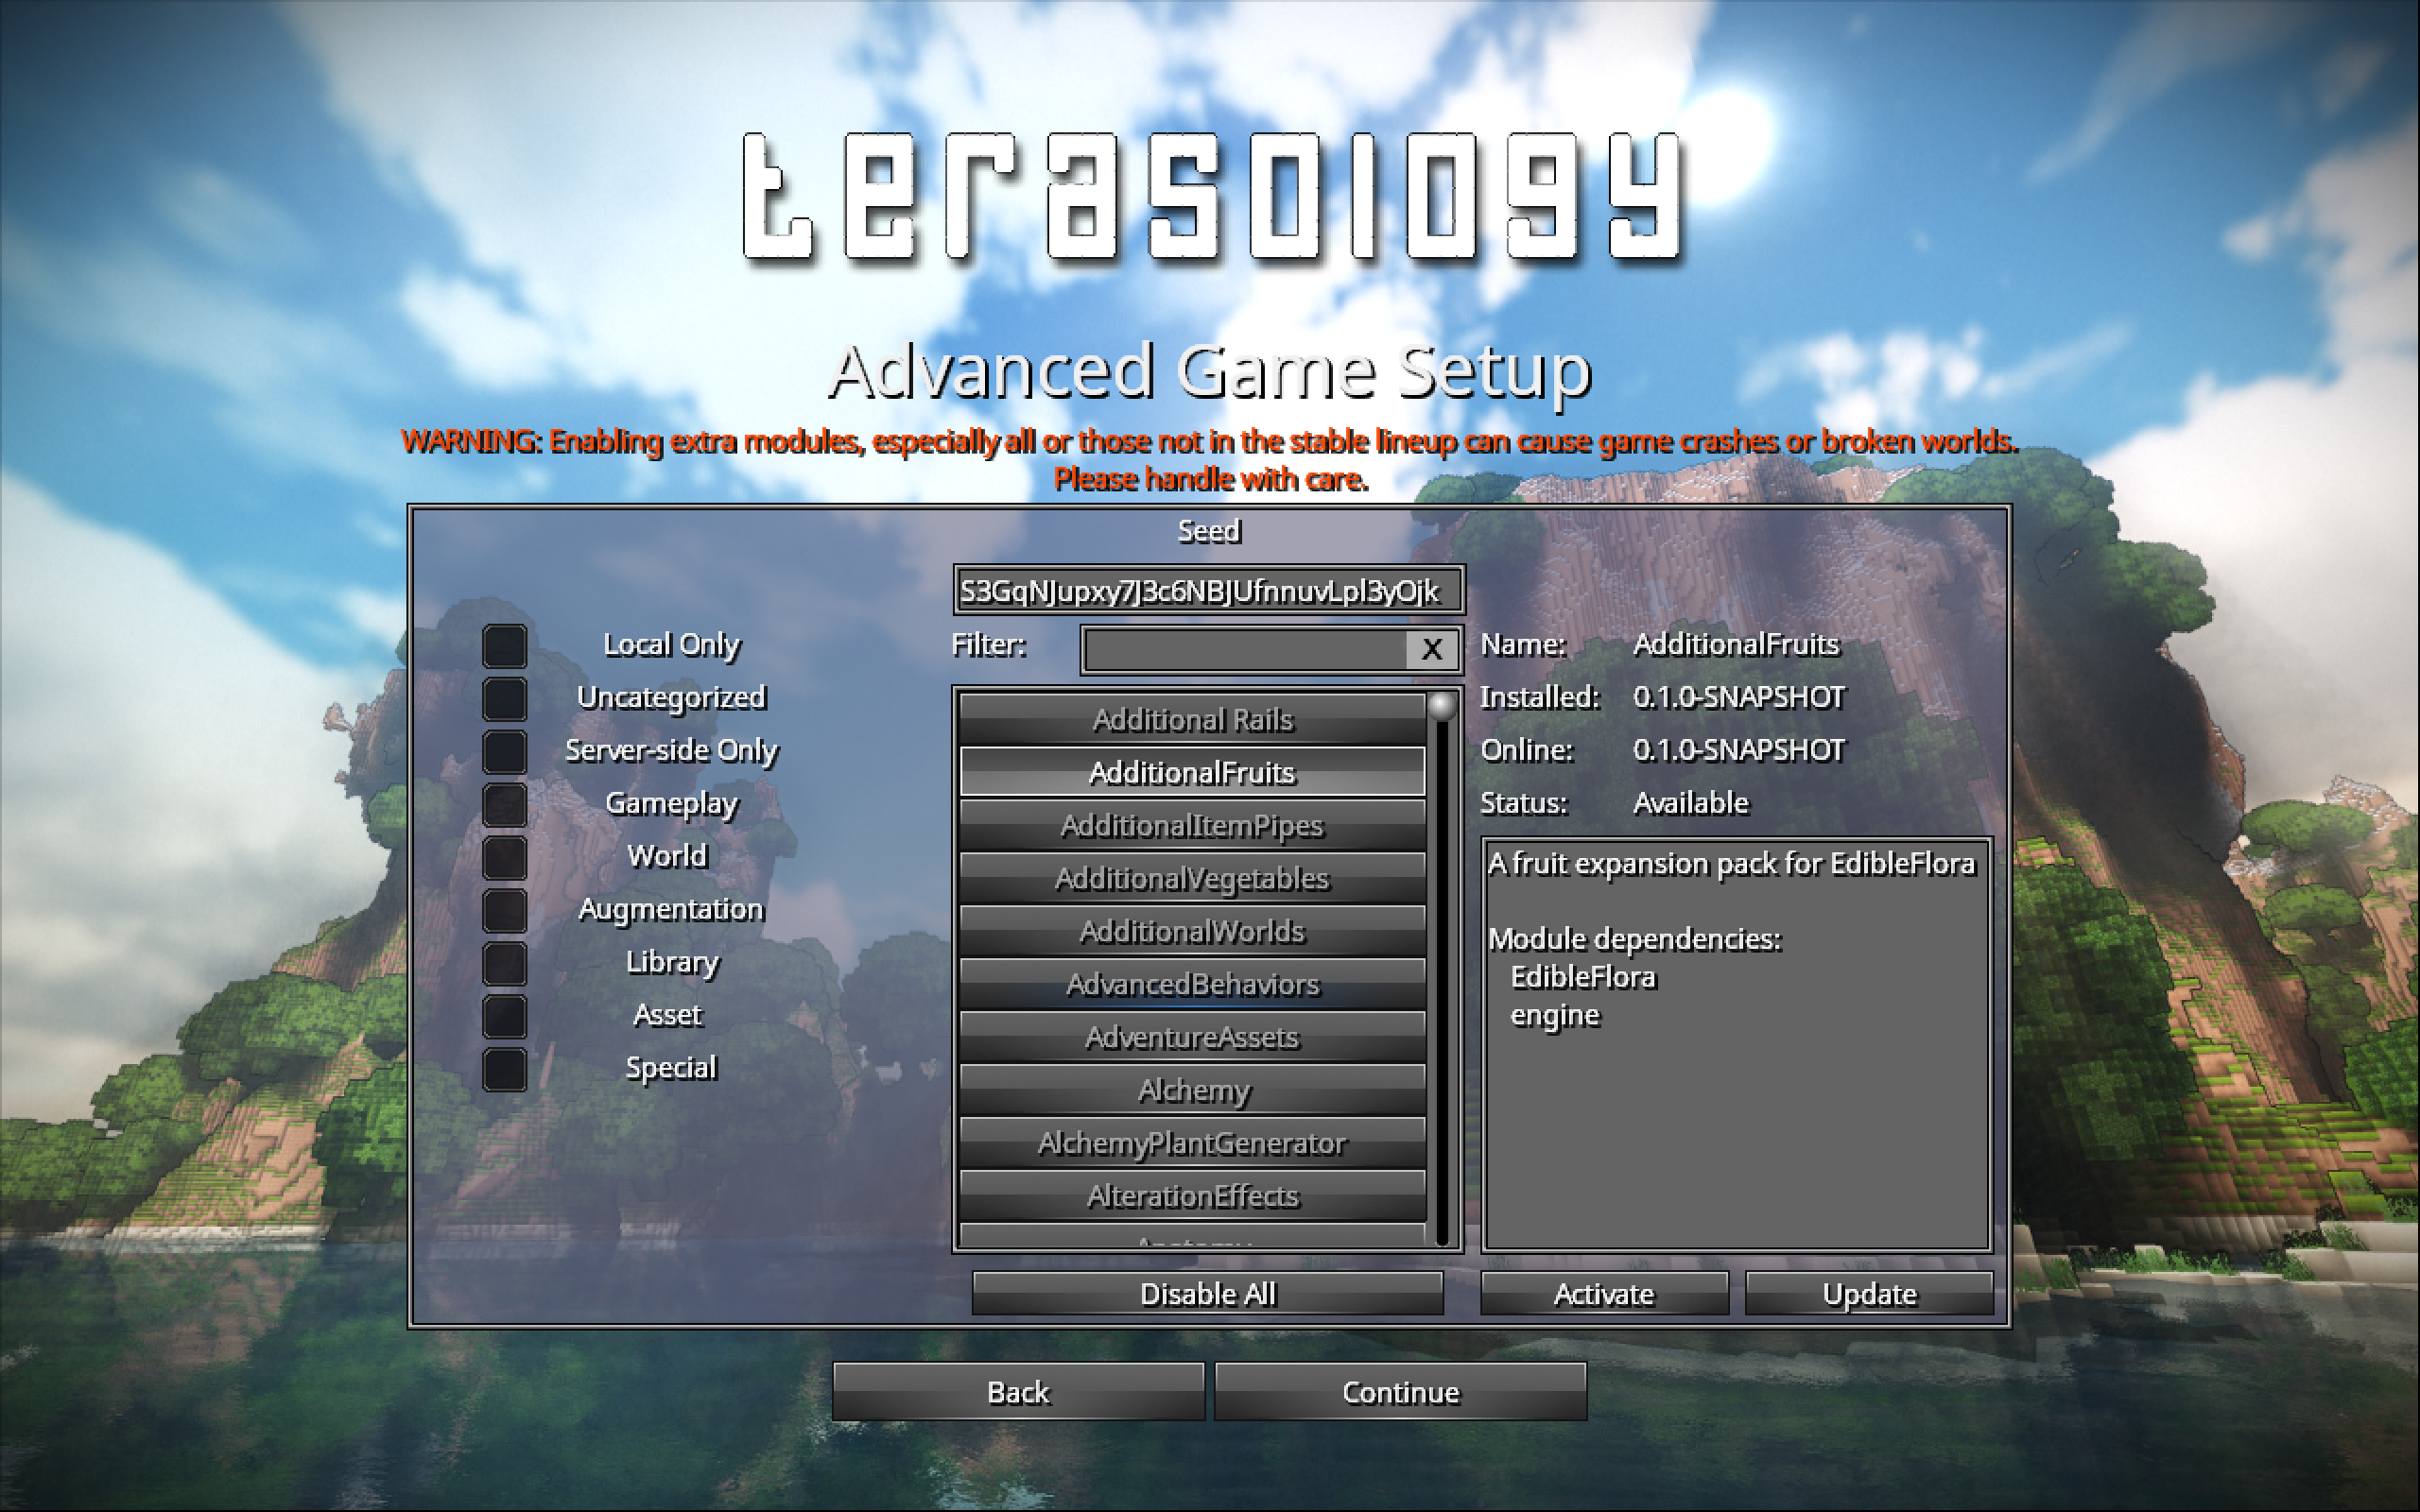 terasology
Advanced Game Setup
WARNING: Enabling extra modules, especially all or those not in the stable lineup can cause game crashes or broken worlds.
Please handle with care.
Seed
S3GqNJupxy7J3c6NBJUfnnuvLpl3yOjk
Filter:
X
Local Only
Uncategorized
Server-side Only
Gameplay
World
Augmentation
Library
Asset
Special
Additional Rails
AdditionalFruits
AdditionalItemPipes
AdditionalVegetables
AdditionalWorlds
AdvancedBehaviors
AdventureAssets
Alchemy
AlchemyPlantGenerator
AlterationEffects
Name: AdditionalFruits
Installed: 0.1.0-SNAPSHOT
Online: 0.1.0-SNAPSHOT
Status: Available
A fruit expansion pack for EdibleFlora
Module dependencies:
EdibleFlora
engine
Disable All
Activate
Update
Back
Continue